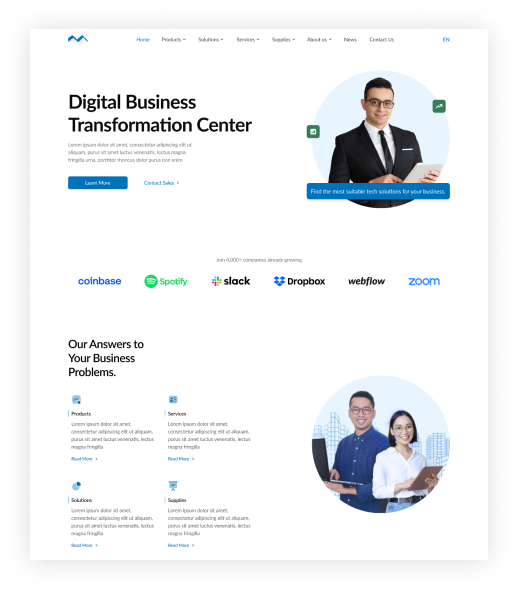 Home Products Solutions Services Supplies About us News Contact Us EN
Digital Business
Transformation Center
Lorem ipsum dolor sit amet, consectetur adipiscing elit ut
aliquam, purus sit amet luctus venenatis, lectus magna
fringilla urna, porttitor rhoncus dolor purus non enim
Learn More
Contact Sales
Find the most suitable tech solutions for your business.
Join 4,000+ companies already growing
coinbase Spotify slack Dropbox webflow zoom
Our Answers to
Your Business
Problems.
Products
Lorem ipsum dolor sit amet,
consectetur adipiscing elit ut aliquam,
purus sit amet luctus venenatis, lectus
magna fringilla
Read More
Services
Lorem ipsum dolor sit amet,
consectetur adipiscing elit ut aliquam,
purus sit amet luctus venenatis, lectus
magna fringilla
Read More
Solutions
Lorem ipsum dolor sit amet,
consectetur adipiscing elit ut aliquam,
purus sit amet luctus venenatis, lectus
magna fringilla
Read More
Supplies
Lorem ipsum dolor sit amet,
consectetur adipiscing elit ut aliquam,
purus sit amet luctus venenatis, lectus
magna fringilla
Read More